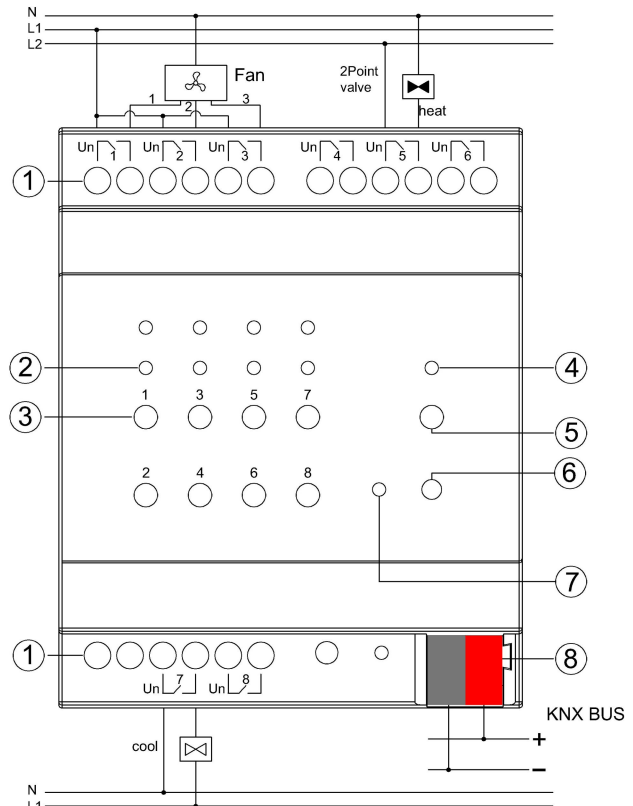 N
L1
L2
Fan
2Point
valve
heat
1 2 3
Un 1 Un 2 Un 3 Un 4 Un 5 Un 6
1
2
4
1 3 5 7
3
5
2 4 6 8
6
7
1
8
Un 7 Un 8
KNX BUS
+
cool
−
N
L1